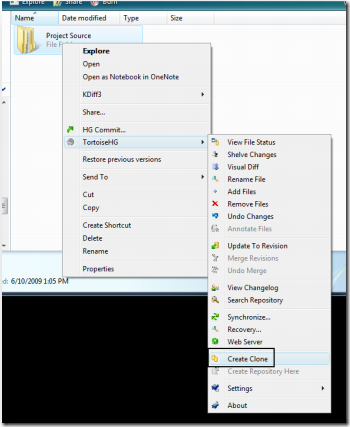 Explore
Share
Burn
Name
Date modified
Type
Size
Project Source
File Fold
Explore
Open
Open as Notebook in OneNote
KDiff3
Share...
HG Commit...
TortoiseHG
Restore previous versions
Send To
Cut
Copy
Create Shortcut
Delete
Rename
Properties
View File Status
Shelve Changes
Visual Diff
Rename File
Add Files
Remove Files
Undo Changes
Annotate Files
Update To Revision
Merge Revisions
Undo Merge
View Changelog
Search Repository
Synchronize...
Recovery...
Web Server
Create Clone
Create Repository Here
Settings
About
d: 6/10/2009 1:05 PM